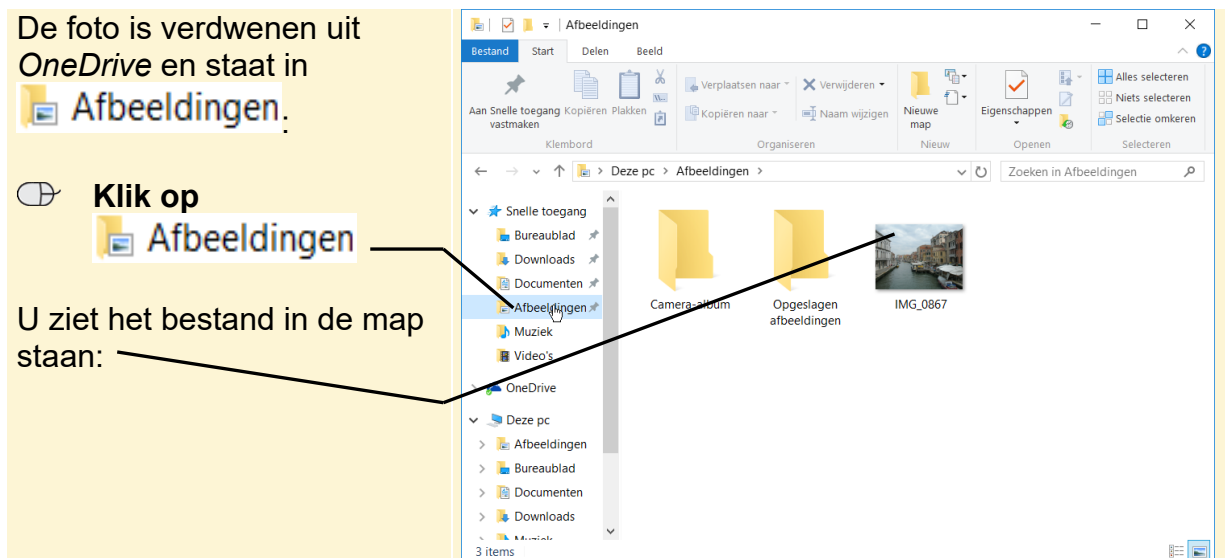 De foto is verdwenen uit
OneDrive en staat in
Afbeeldingen.
Klik op
Afbeeldingen
U ziet het bestand in de map
staan:
Afbeeldingen
Bestand Start Delen Beeld
Aan Snelle toegang vastmaken
Kopiëren
Plakken
Klembord
Verplaatsen naar
Kopiëren naar
Verwijderen
Naam wijzigen
Organiseren
Nieuwe
map
Nieuw
Eigenschappen
Openen
Alles selecteren
Niets selecteren
Selectie omkeren
Selecteren
Deze pc > Afbeeldingen >
Zoeken in Afbeeldingen
Snelle toegang
Bureaublad
Downloads
Documenten
Afbeeldingen
Muziek
Video's
OneDrive
Deze pc
Afbeeldingen
Bureaublad
Documenten
Downloads
Muziek
Camera-album
Opgeslagen
afbeeldingen
IMG_0867
3 items